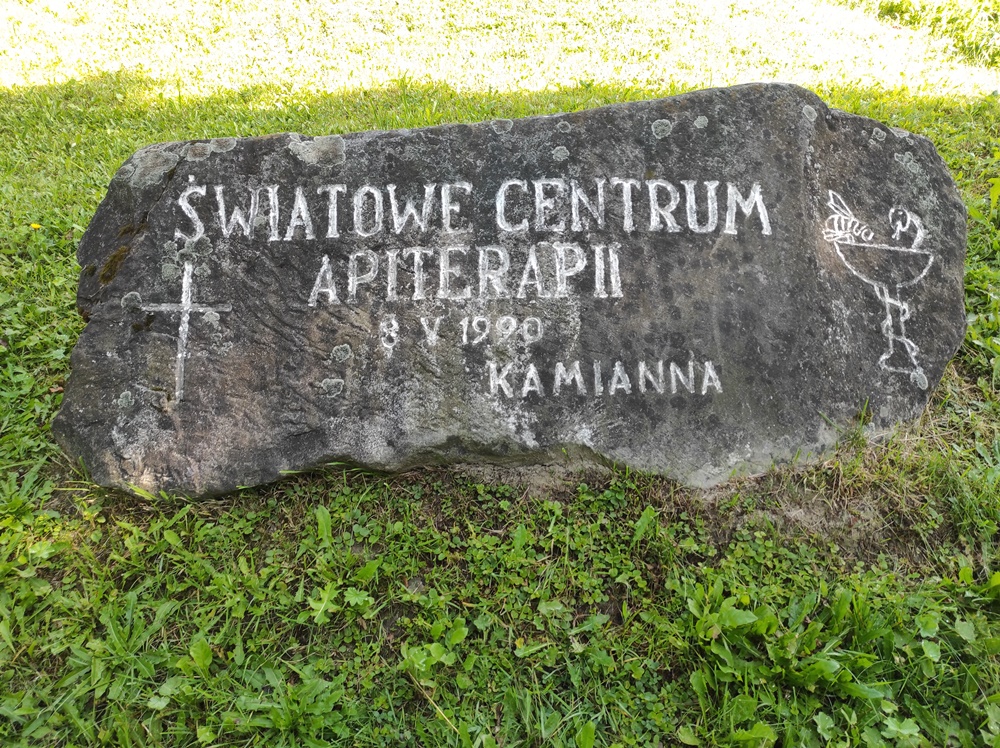 ŚWIATOWE CENTRUM
APITERAPII
8 V 1990
KAMIANNA